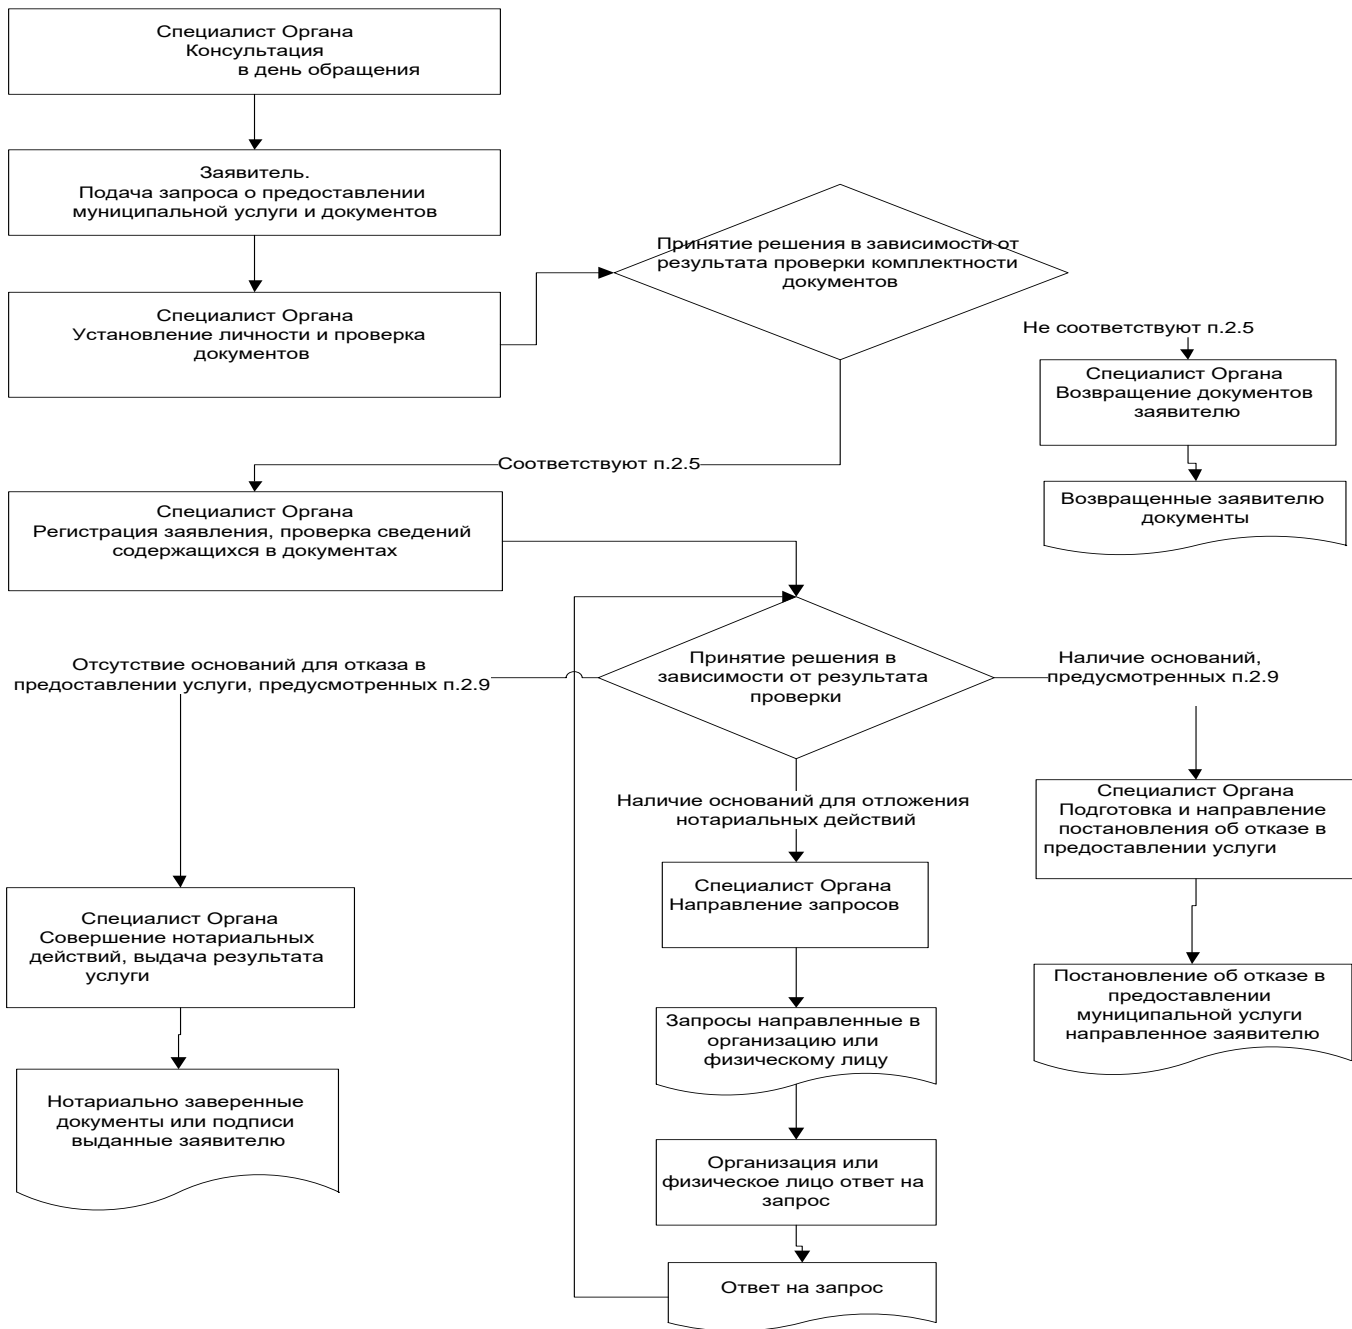 Специалист Органа
Консультация
в день обращения
Заявитель.
Подача запроса о предоставлении
муниципальной услуги и документов
Специалист Органа
Установление личности и проверка
документов
Принятие решения в зависимости от
результата проверки комплектности
документов
Не соответствуют п.2.5
Специалист Органа
Возвращение документов
заявителю
Возвращенные заявителю
документы
Соответствуют п.2.5
Специалист Органа
Регистрация заявления, проверка сведений
содержащихся в документах
Принятие решения в
зависимости от результата
проверки
Отсутствие оснований для отказа в
предоставлении услуги, предусмотренных п.2.9
Наличие оснований,
предусмотренных п.2.9
Наличие оснований для отложения
нотариальных действий
Специалист Органа
Подготовка и направление
постановления об отказе в
предоставлении услуги
Специалист Органа
Направление запросов
Специалист Органа
Совершение нотариальных
действий, выдача результата
услуги
Постановление об отказе в
предоставлении
муниципальной услуги
направленное заявителю
Запросы направленные в
организацию или
физическому лицу
Нотариально заверенные
документы или подписи
выданные заявителю
Организация или
физическое лицо ответ на
запрос
Ответ на запрос